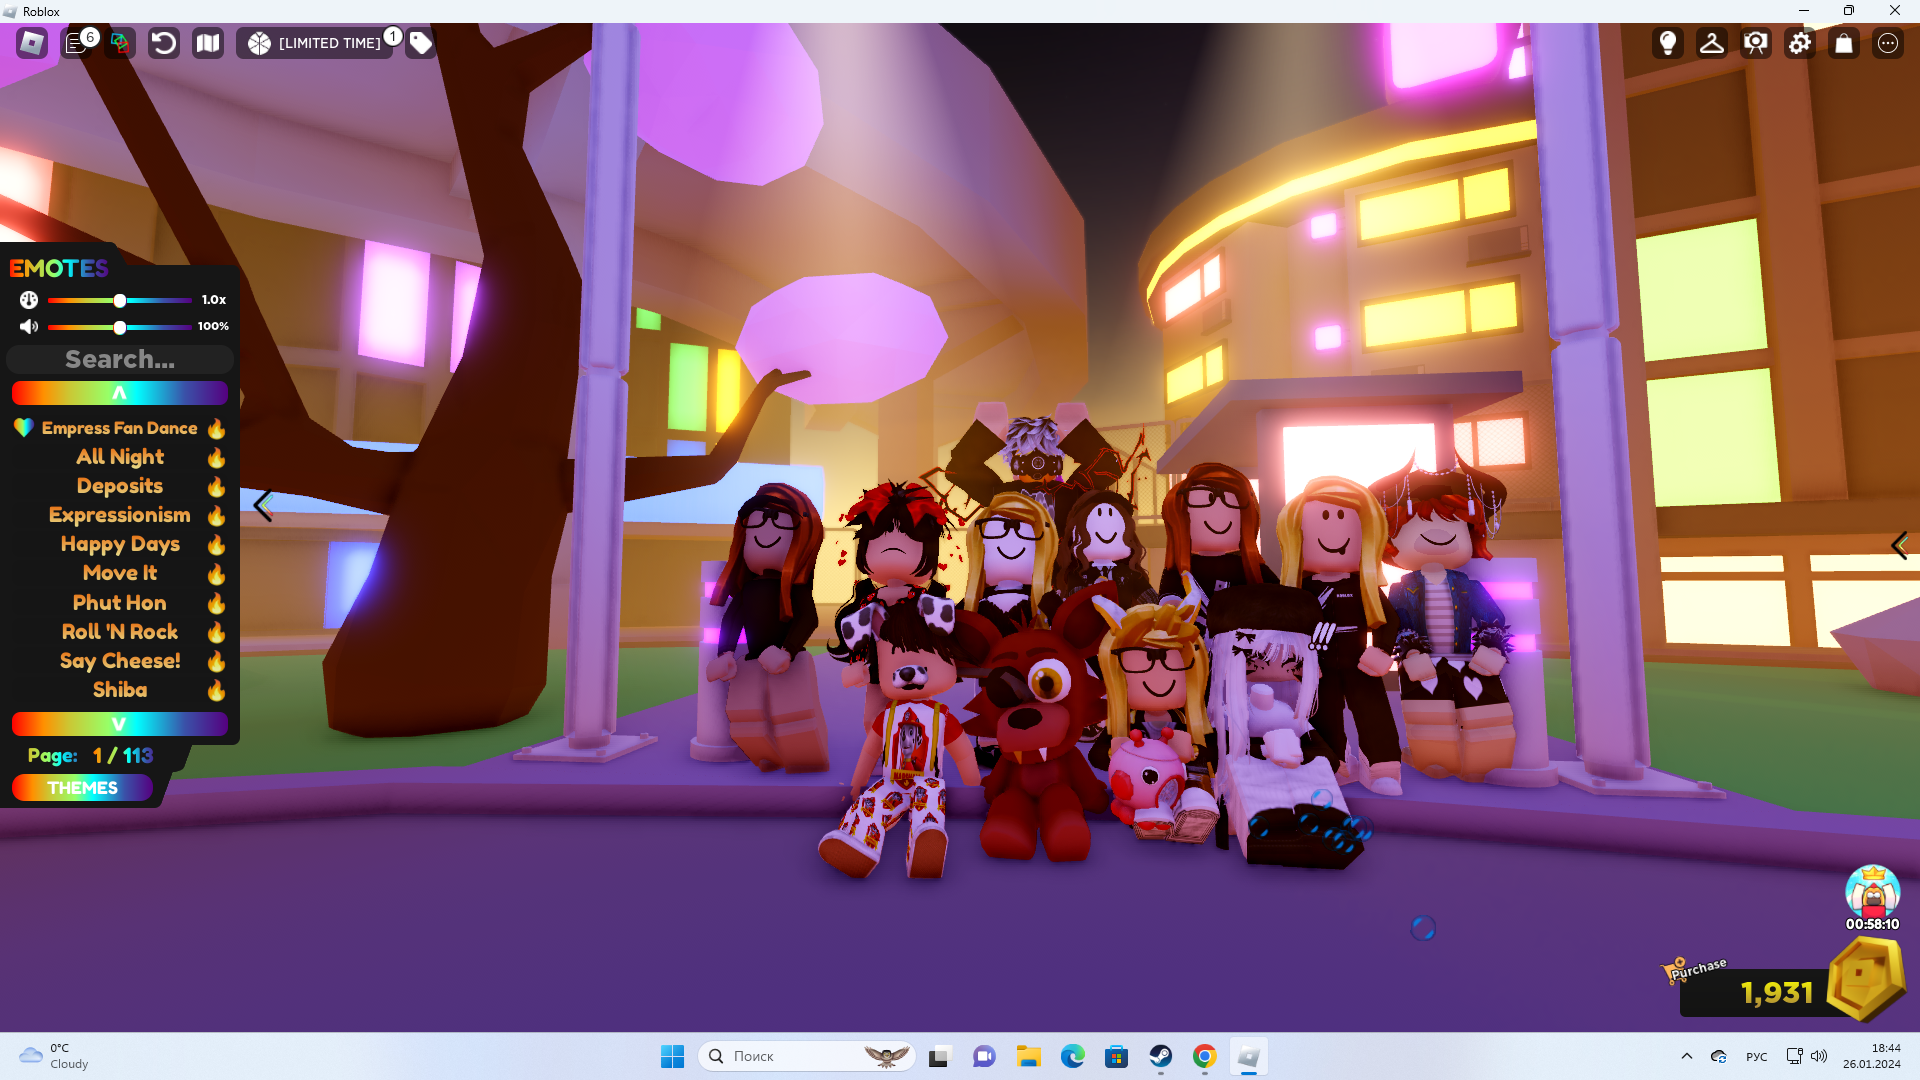 Roblox
6
[LIMITED TIME]
1
EMOTES
1.0x
100%
Search...
Λ
Empress Fan Dance
All Night
Deposits
Expressionism
Happy Days
Move It
Phut Hon
Roll 'N Rock
Say Cheese!
Shiba
V
Page: 1 / 113
THEMES
00:58:10
Purchase
1,931
0°C
Cloudy
Поиск
РУС
18:44
26.01.2024